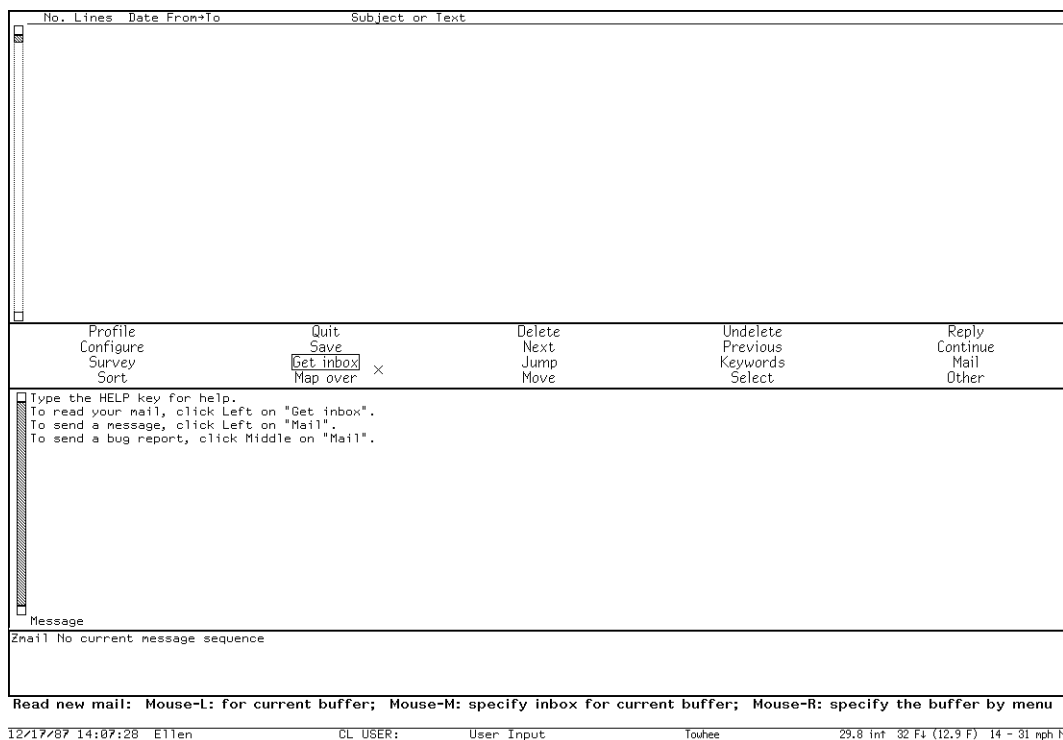 No. Lines Date From→To Subject or Text
Profile Quit Delete Undelete Reply
Configure Save Next Previous Continue
Survey Get inbox Jump Keywords Mail
Sort Map over Move Select Other
Type the HELP key for help.
To read your mail, click Left on "Get inbox".
To send a message, click Left on "Mail".
To send a bug report, click Middle on "Mail".
Message
Zmail No current message sequence
Read new mail: Mouse-L: for current buffer; Mouse-M: specify inbox for current buffer; Mouse-R: specify the buffer by menu
12/17/87 14:07:28 Ellen CL USER: User Input Towhee 29.8 int 32 F↓ (12.9 F) 14 - 31 mph